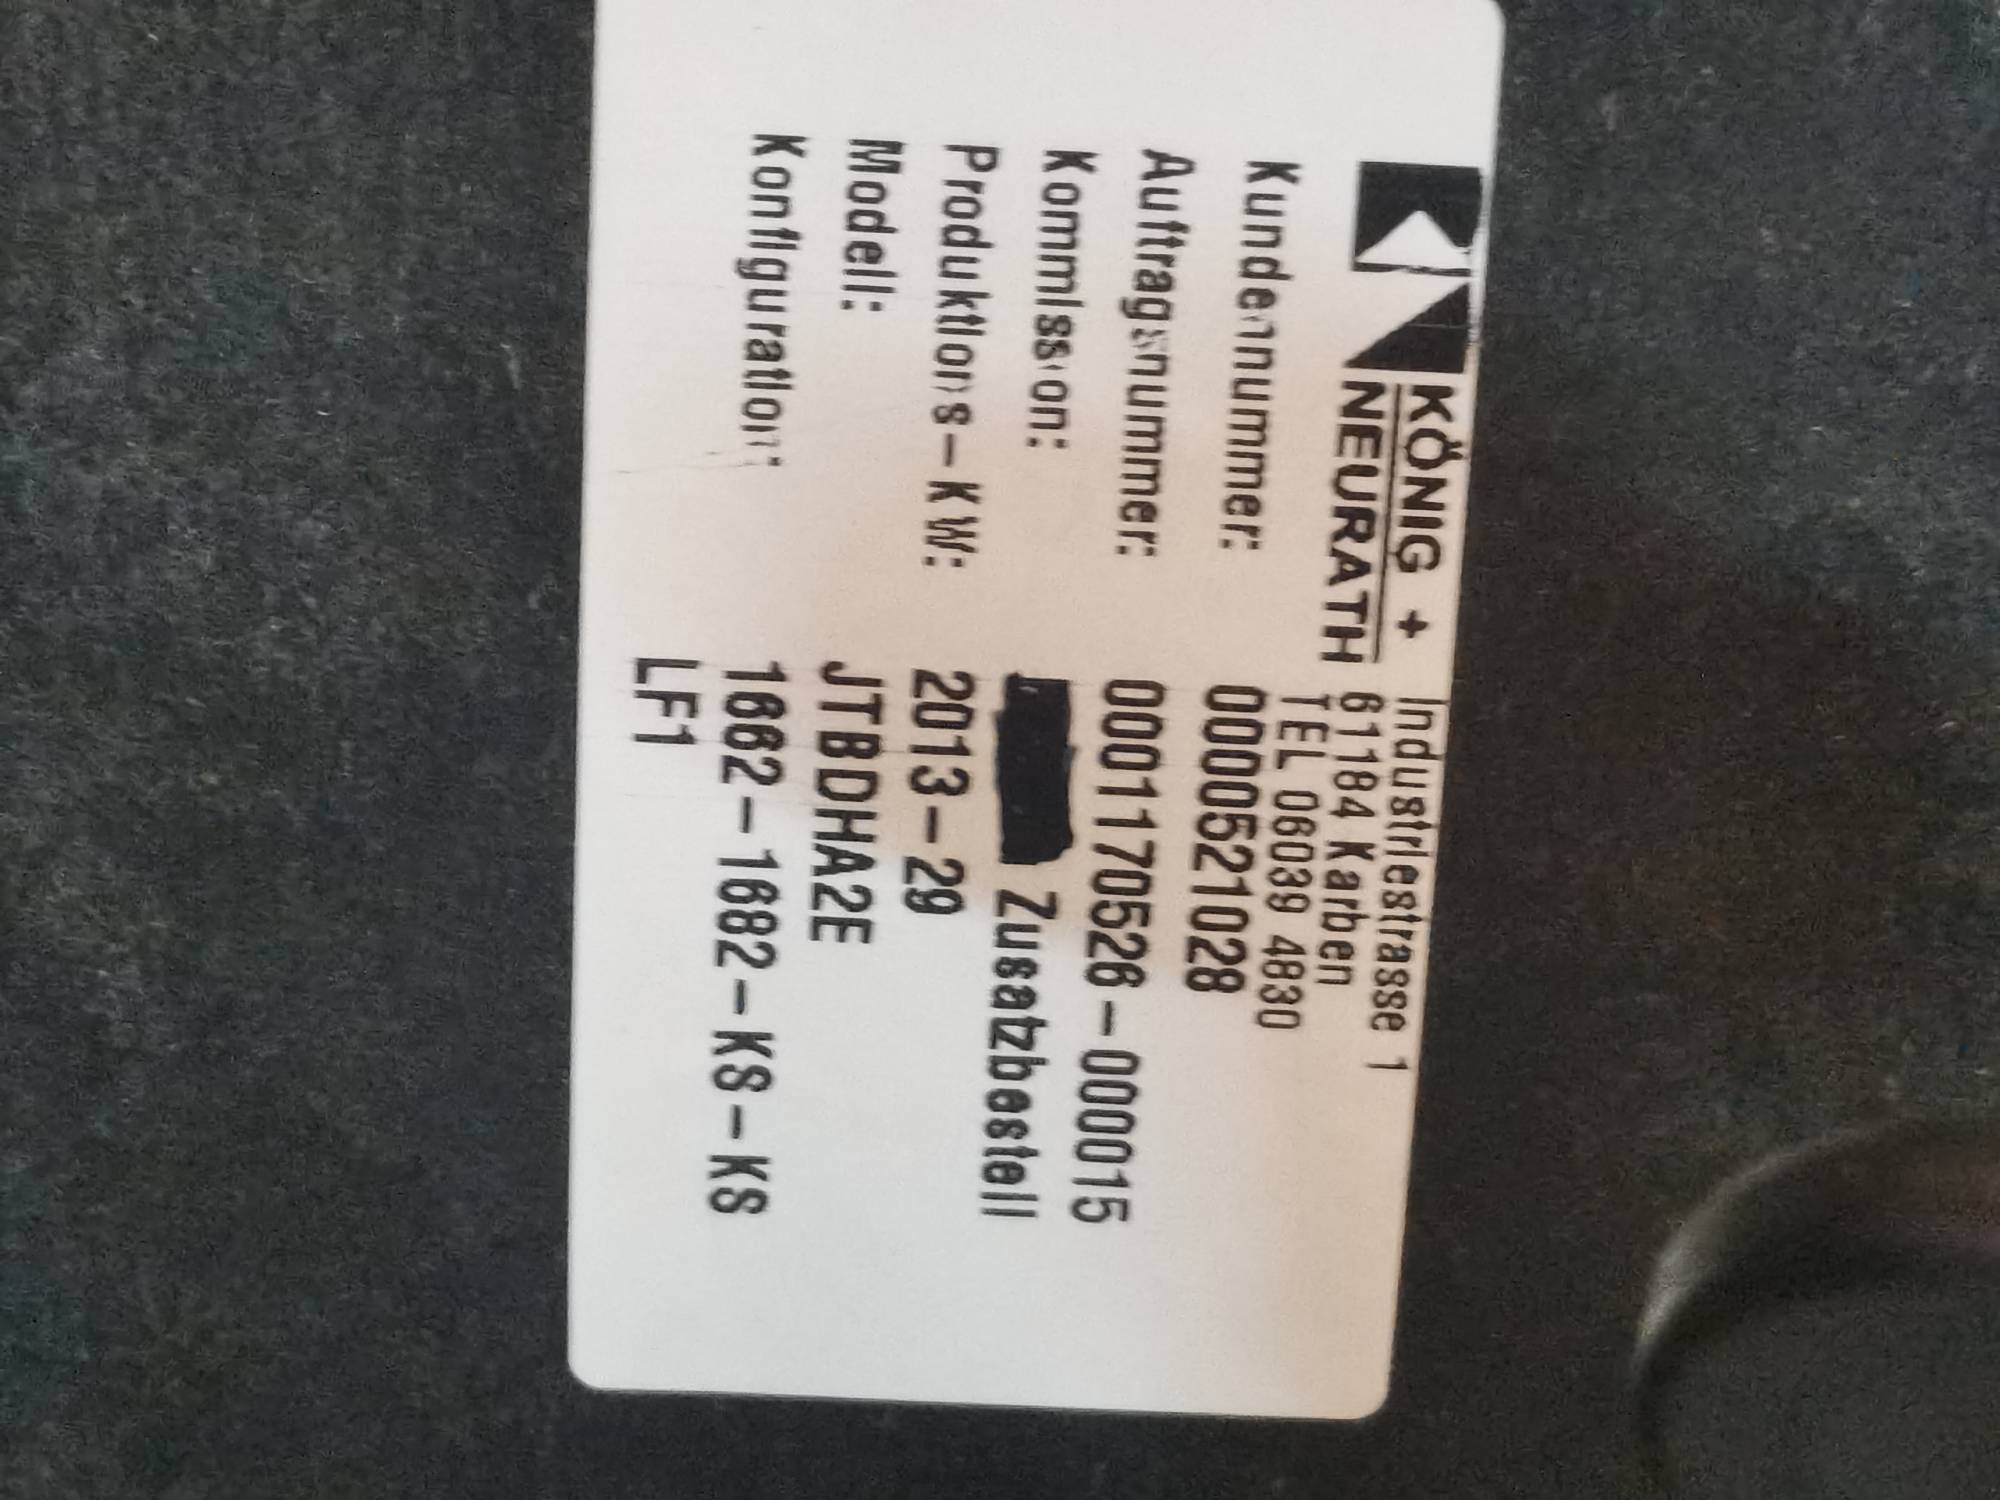 KÖNIG +
NEURATH
Industriestrasse 1
61184 Karben
TEL 06039 4830
Kundennummer: 0000521028
Auftragsnummer: 0001170526-000015
Kommission: Zusatzbestell
Produktions-KW: 2013-29
Modell: JTBDHA2E
Konfiguration: 1662-1662-KS-KS
LF1